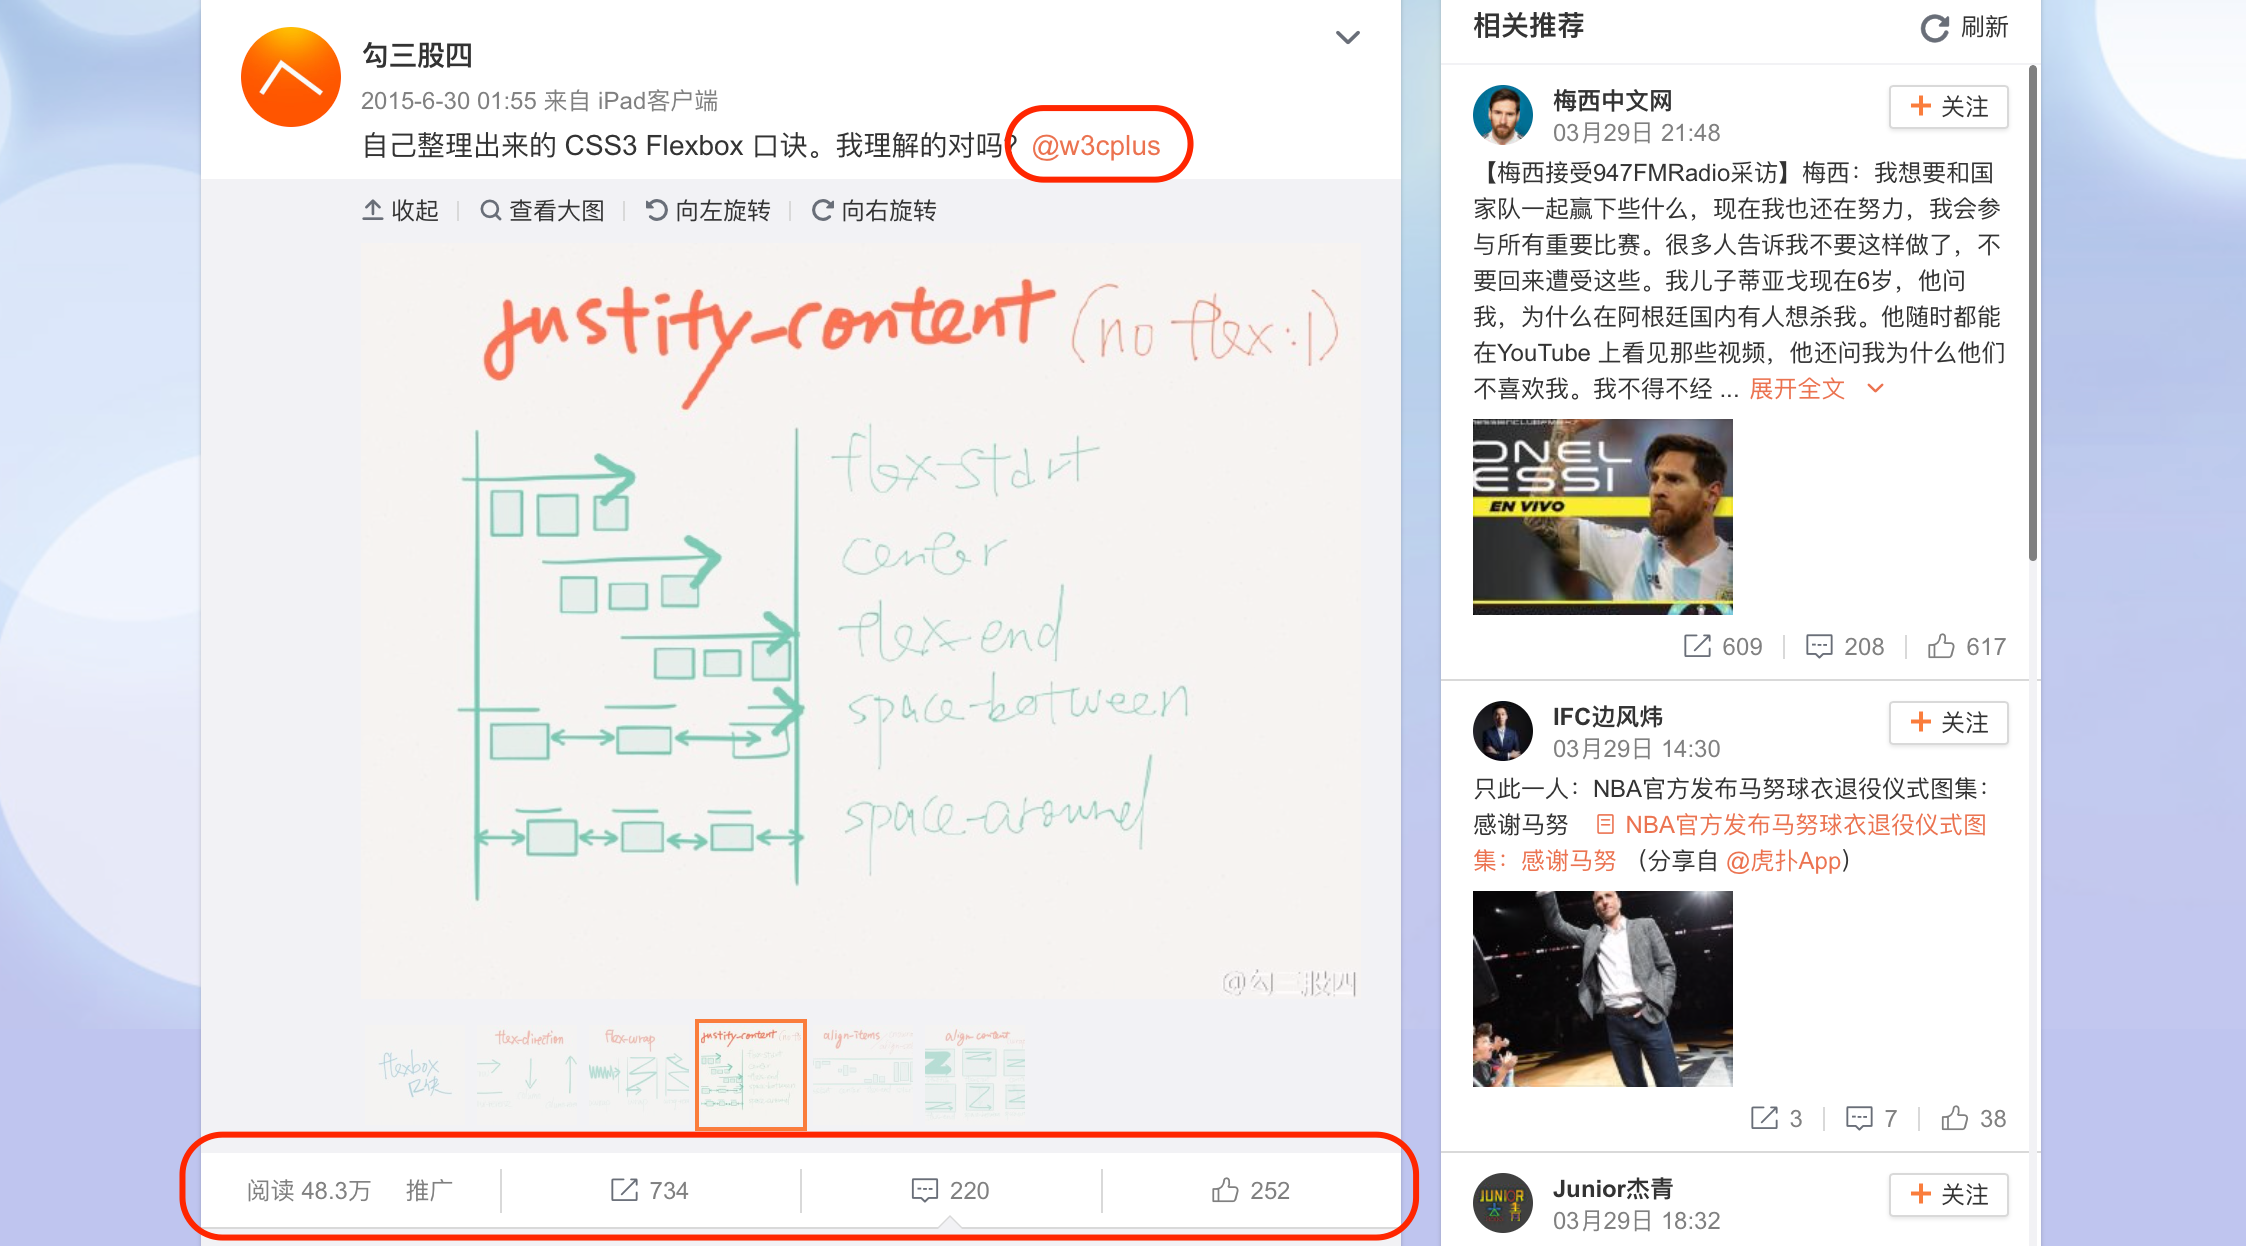 勾三股四
2015-6-30 01:55 来自 iPad客户端
自己整理出来的 CSS3 Flexbox 口诀。我理解的对吗? @w3cplus
收起
查看大图
向左旋转
向右旋转
justify-content (no flex:1)
flex-start
center
flex-end
space-between
space-around
@勾三股四
flexbox
口诀
flex-direction
flex-wrap
justify-content
align-items
align-content
阅读 48.3万 推广
734
220
252
相关推荐
刷新
梅西中文网
03月29日 21:48
+ 关注
【梅西接受947FMRadio采访】梅西：我想要和国
家队一起赢下些什么，现在我也还在努力，我会参
与所有重要比赛。很多人告诉我不要这样做了，不
要回来遭受这些。我儿子蒂亚戈现在6岁，他问
我，为什么在阿根廷国内有人想杀我。他随时都能
在YouTube 上看见那些视频，他还问我为什么他们
不喜欢我。我不得不经 ... 展开全文
ONEL
ESSI
EN VIVO
609
208
617
IFC边风炜
03月29日 14:30
+ 关注
只此一人：NBA官方发布马努球衣退役仪式图集：
感谢马努 NBA官方发布马努球衣退役仪式图
集：感谢马努 （分享自 @虎扑App）
3
7
38
JUNIOR
Junior杰青
03月29日 18:32
+ 关注